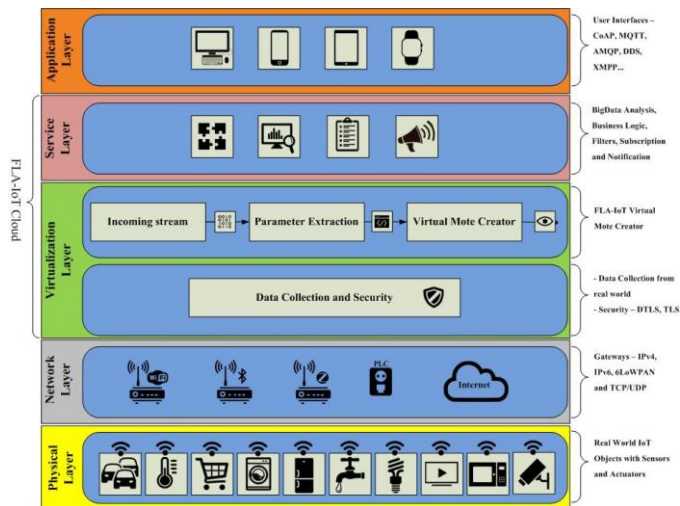 Application
Layer
User Interfaces –
CoAP, MQTT,
AMQP, DDS,
XMPP...
FLA-IoT Cloud
Service
Layer
BigData Analysis,
Business Logic,
Filters, Subscription
and Notification
Virtualization
Layer
Incoming stream
Parameter Extraction
Virtual Mote Creator
FLA-IoT Virtual
Mote Creator
Data Collection and Security
- Data Collection from
real world
- Security – DTLS, TLS
Network
Layer
PLC
Internet
Gateways – IPv4,
IPv6, 6LoWPAN
and TCP/UDP
Physical
Layer
Real World IoT
Objects with Sensors
and Actuators